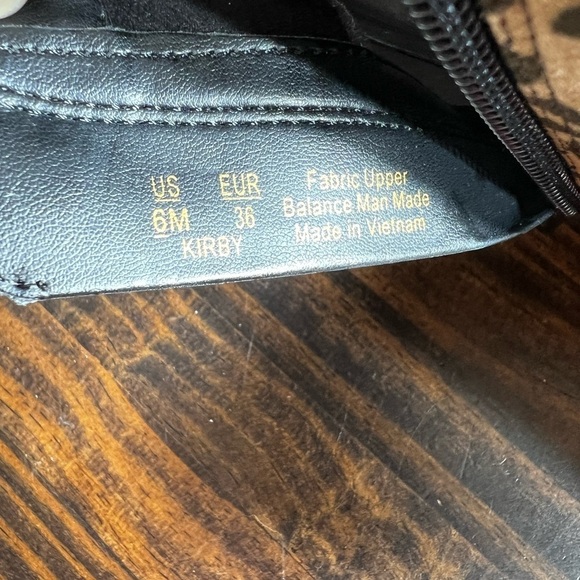 US EUR
6M 36
KIRBY
Fabric Upper
Balance Man Made
Made in Vietnam